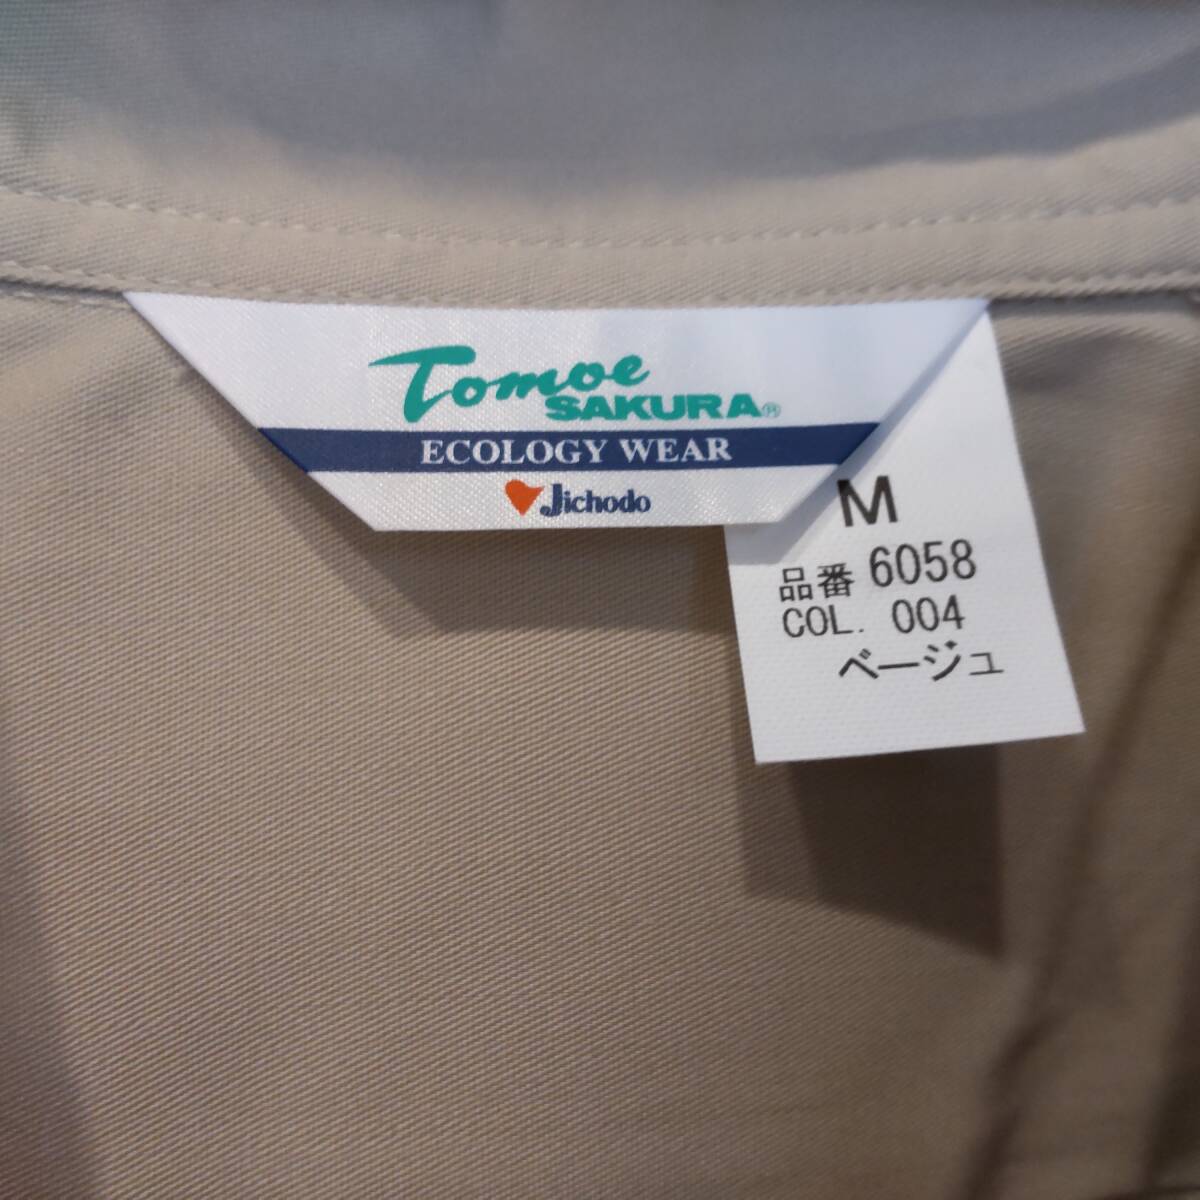 Tomoe
SAKURA®
ECOLOGY WEAR
Jichodo
M
品番 6058
COL. 004
ベージュ